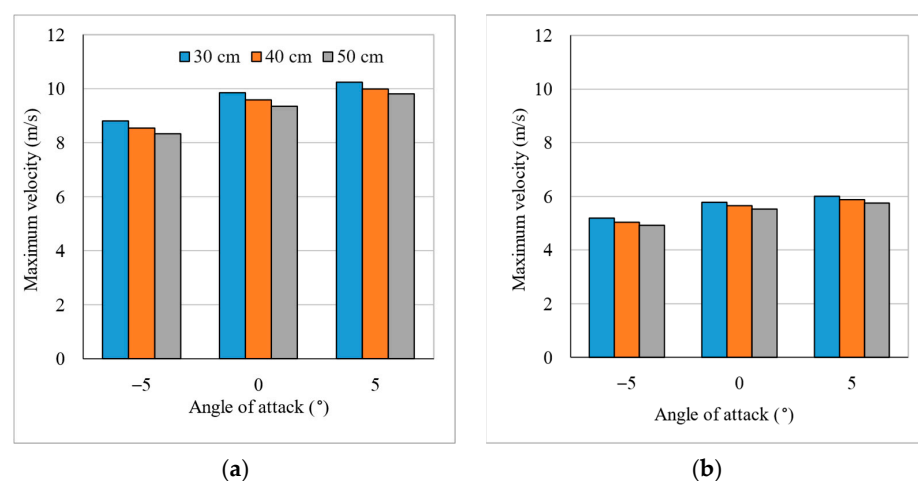 12
10
8
6
4
2
0
Maximum velocity (m/s)
30 cm 40 cm 50 cm
−5 0 5
Angle of attack (°)
(a)
12
10
8
6
4
2
0
Maximum velocity (m/s)
−5 0 5
Angle of attack (°)
(b)